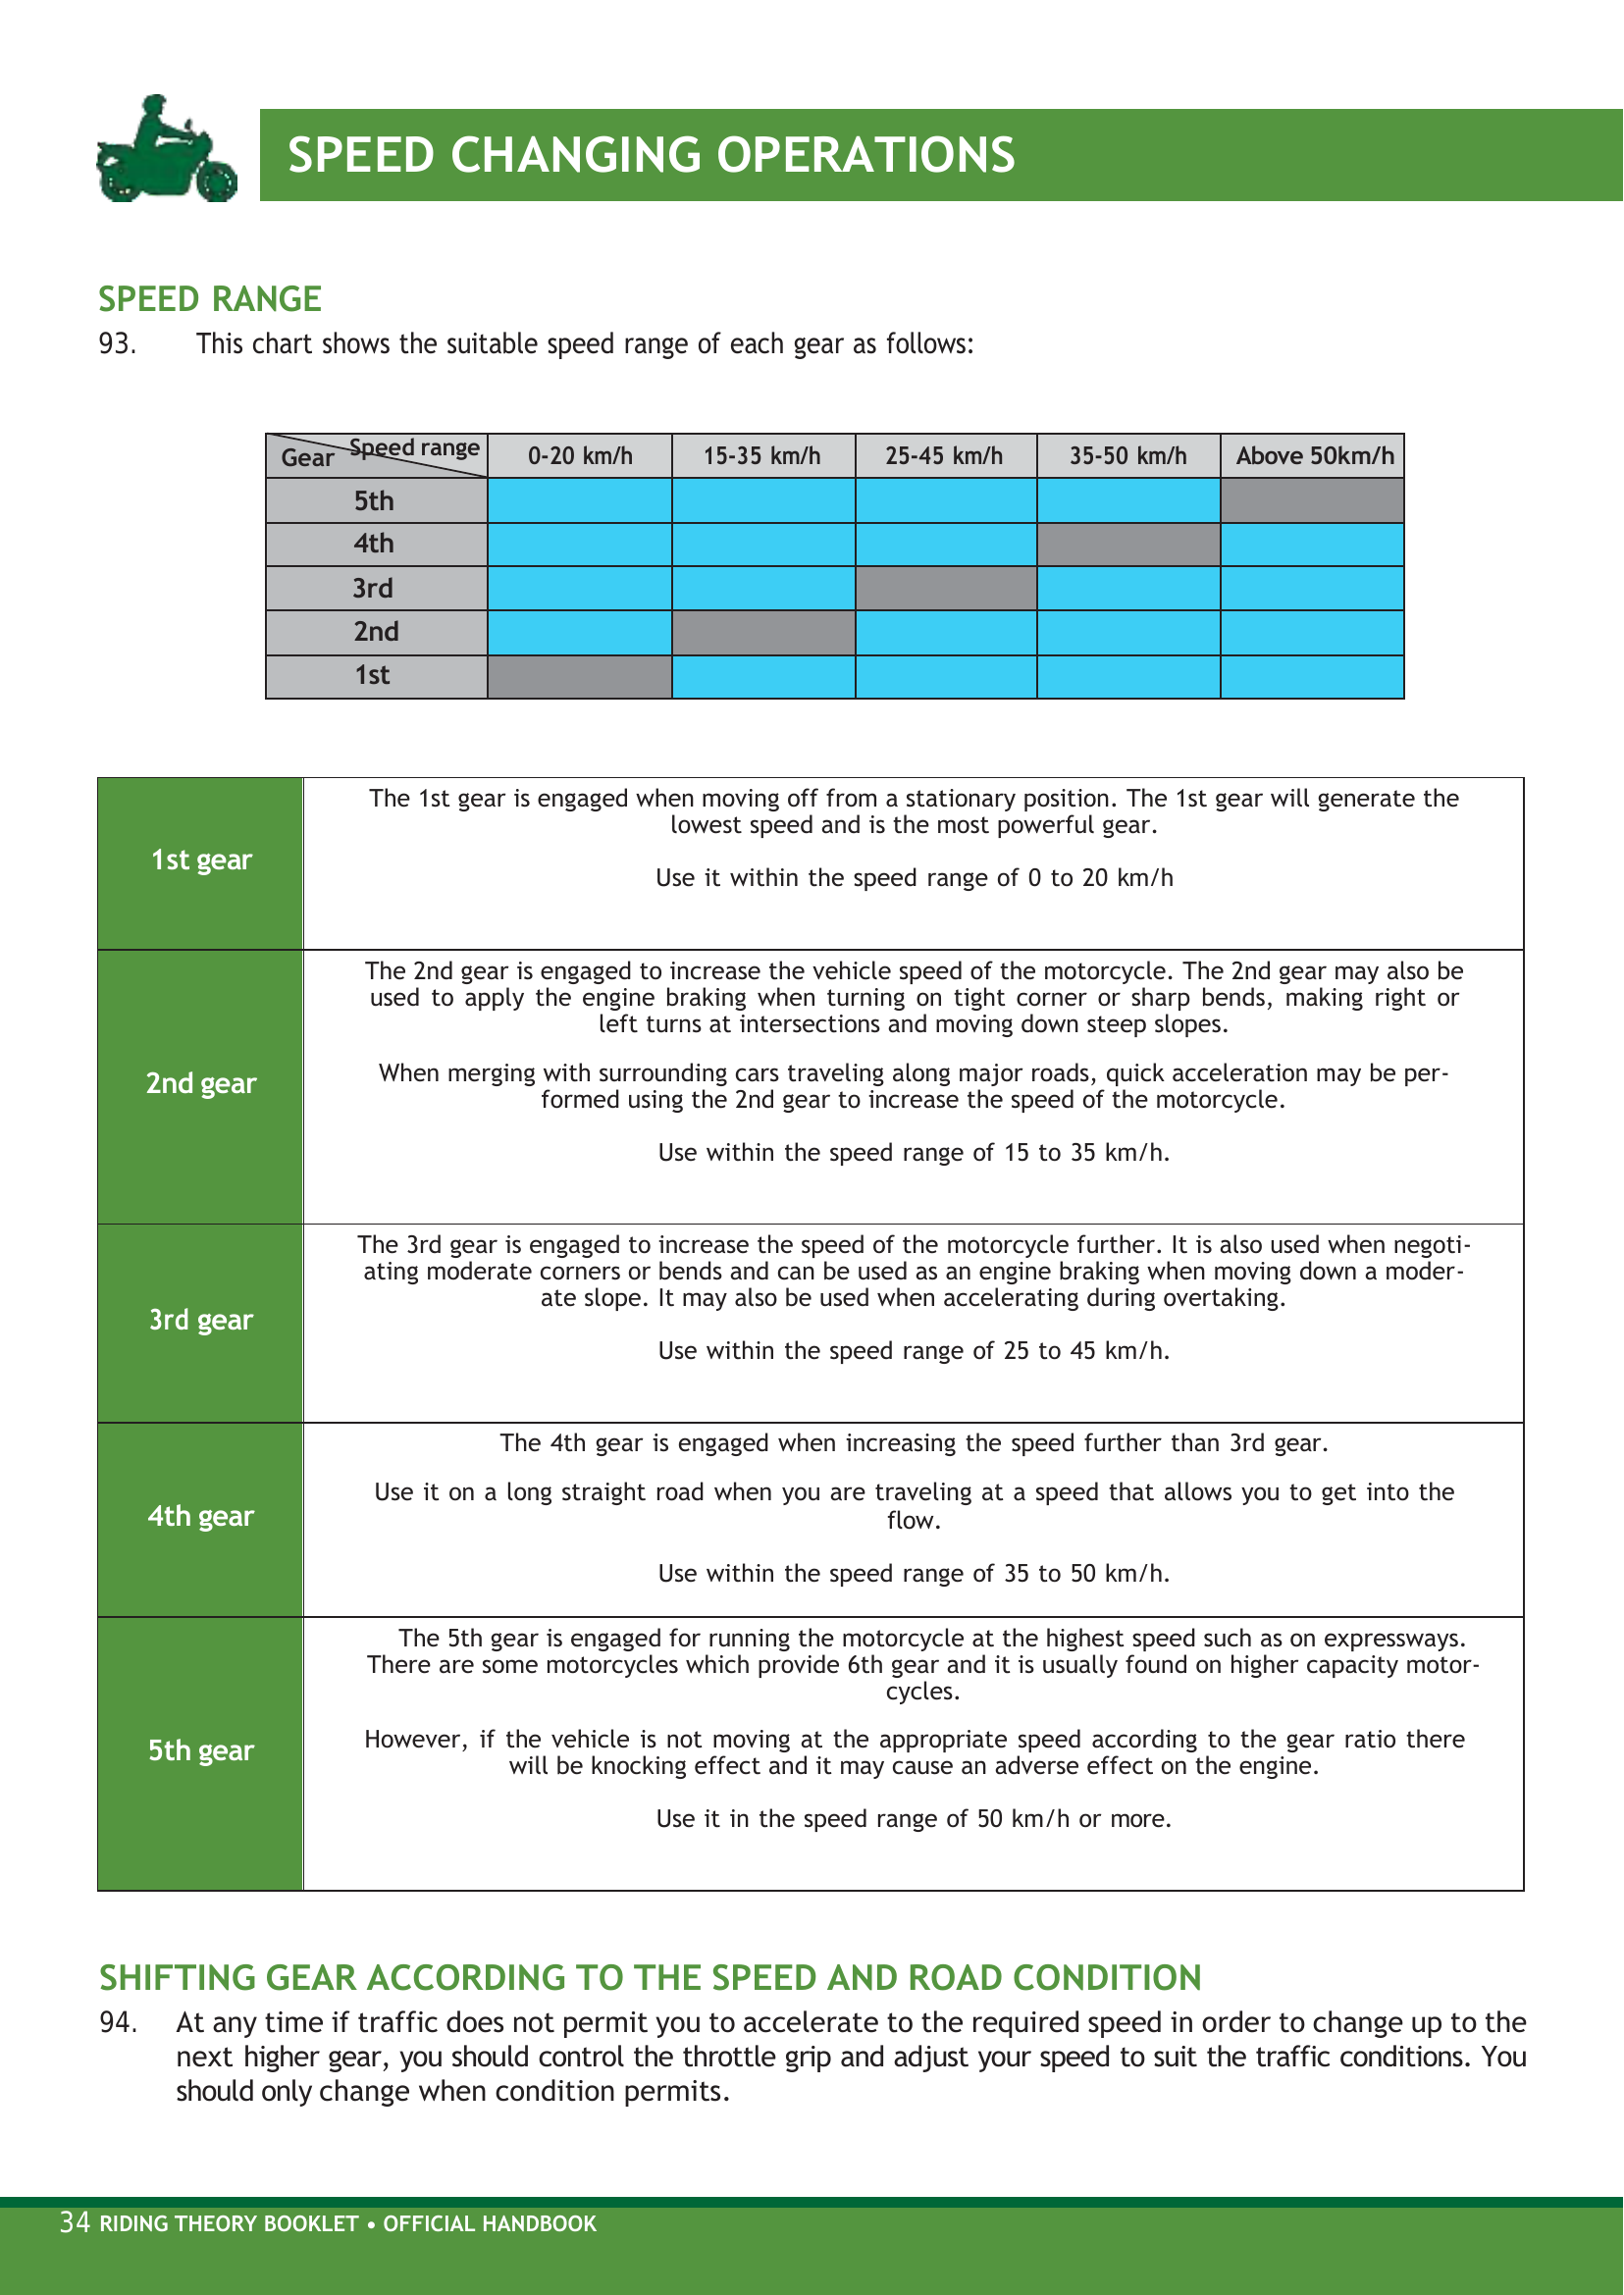 SPEED CHANGING OPERATIONS
SPEED RANGE
93. This chart shows the suitable speed range of each gear as follows:
Gear Speed range 0-20 km/h 15-35 km/h 25-45 km/h 35-50 km/h Above 50km/h
5th
4th
3rd
2nd
1st
1st gear
The 1st gear is engaged when moving off from a stationary position. The 1st gear will generate the
lowest speed and is the most powerful gear.
Use it within the speed range of 0 to 20 km/h
2nd gear
The 2nd gear is engaged to increase the vehicle speed of the motorcycle. The 2nd gear may also be
used to apply the engine braking when turning on tight corner or sharp bends, making right or
left turns at intersections and moving down steep slopes.
When merging with surrounding cars traveling along major roads, quick acceleration may be per-
formed using the 2nd gear to increase the speed of the motorcycle.
Use within the speed range of 15 to 35 km/h.
3rd gear
The 3rd gear is engaged to increase the speed of the motorcycle further. It is also used when negoti-
ating moderate corners or bends and can be used as an engine braking when moving down a moder-
ate slope. It may also be used when accelerating during overtaking.
Use within the speed range of 25 to 45 km/h.
4th gear
The 4th gear is engaged when increasing the speed further than 3rd gear.
Use it on a long straight road when you are traveling at a speed that allows you to get into the
flow.
Use within the speed range of 35 to 50 km/h.
5th gear
The 5th gear is engaged for running the motorcycle at the highest speed such as on expressways.
There are some motorcycles which provide 6th gear and it is usually found on higher capacity motor-
cycles.
However, if the vehicle is not moving at the appropriate speed according to the gear ratio there
will be knocking effect and it may cause an adverse effect on the engine.
Use it in the speed range of 50 km/h or more.
SHIFTING GEAR ACCORDING TO THE SPEED AND ROAD CONDITION
94. At any time if traffic does not permit you to accelerate to the required speed in order to change up to the
next higher gear, you should control the throttle grip and adjust your speed to suit the traffic conditions. You
should only change when condition permits.
34 RIDING THEORY BOOKLET • OFFICIAL HANDBOOK